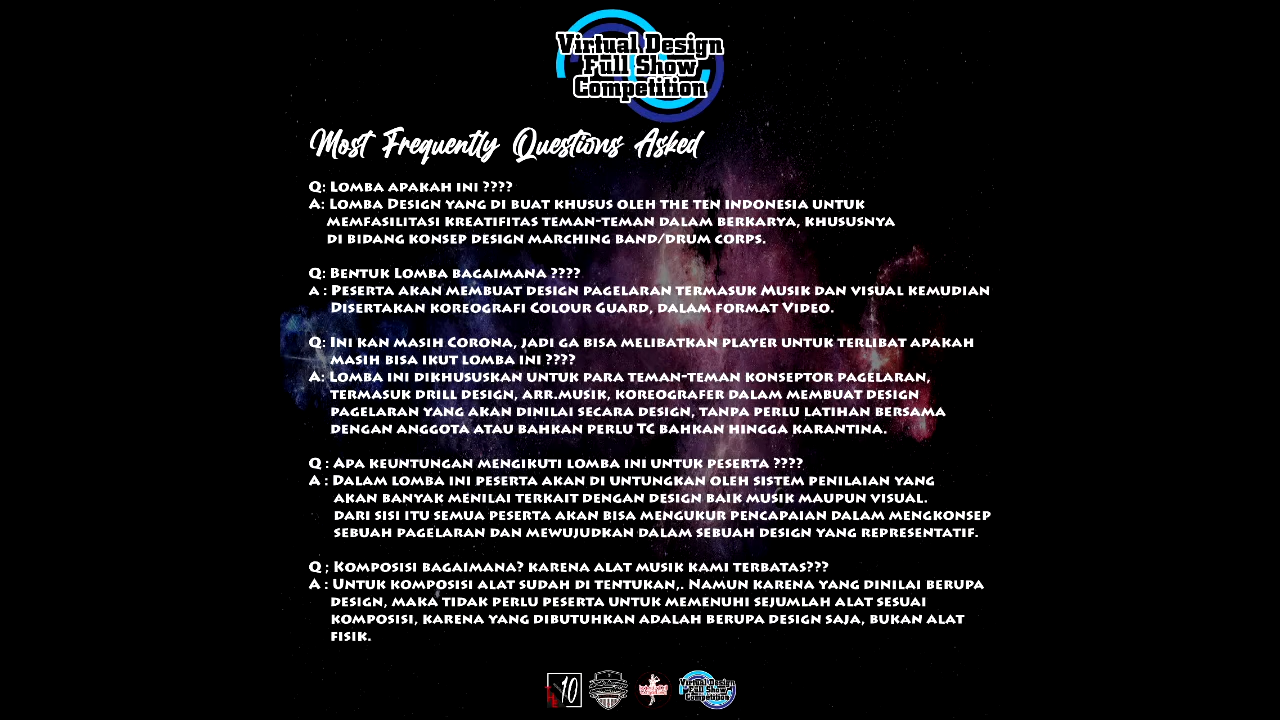 Virtual Design
Full Show
Competition
Most Frequently Questions Asked
Q: Lomba apakah ini ????
A: Lomba Design yang di buat khusus oleh the ten indonesia untuk
memfasilitasi kreatifitas teman-teman dalam berkarya, khususnya
di bidang konsep design marching band/drum corps.
Q: Bentuk Lomba bagaimana ????
a : Peserta akan membuat design pagelaran termasuk Musik dan visual kemudian
Disertakan koreografi Colour Guard, dalam format Video.
Q: Ini kan masih Corona, jadi ga bisa melibatkan player untuk terlibat apakah
masih bisa ikut lomba ini ????
A: Lomba ini dikhususkan untuk para teman-teman konseptor pagelaran,
termasuk drill design, arr.musik, koreografer dalam membuat design
pagelaran yang akan dinilai secara design, tanpa perlu latihan bersama
dengan anggota atau bahkan perlu TC bahkan hingga karantina.
Q : Apa keuntungan mengikuti lomba ini untuk peserta ????
A : Dalam lomba ini peserta akan di untungkan oleh sistem penilaian yang
akan banyak menilai terkait dengan design baik musik maupun visual.
dari sisi itu semua peserta akan bisa mengukur pencapaian dalam mengkonsep
sebuah pagelaran dan mewujudkan dalam sebuah design yang representatif.
Q ; Komposisi bagaimana? karena alat musik kami terbatas???
A : Untuk komposisi alat sudah di tentukan,. Namun karena yang dinilai berupa
design, maka tidak perlu peserta untuk memenuhi sejumlah alat sesuai
komposisi, karena yang dibutuhkan adalah berupa design saja, bukan alat
fisik.
10
Virtual Design
Full Show
Competition